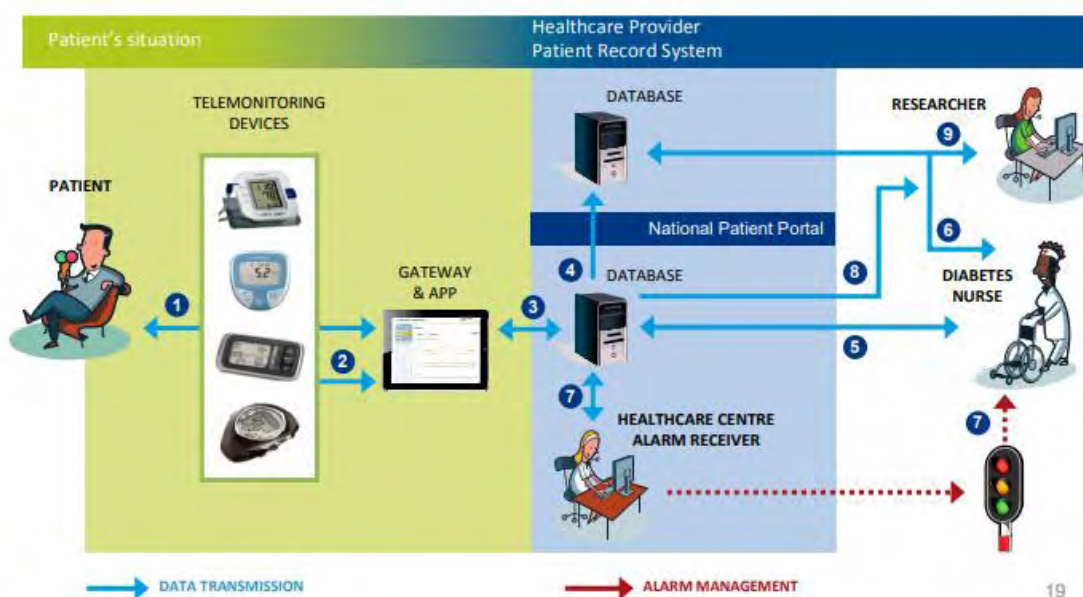 Patient's situation
Healthcare Provider
Patient Record System
TELEMONITORING
DEVICES
DATABASE
RESEARCHER
9
PATIENT
National Patient Portal
6
GATEWAY
& APP
4
DATABASE
8
DIABETES
NURSE
1
3
5.2
2
5
7
HEALTHCARE CENTRE
ALARM RECEIVER
7
DATA TRANSMISSION
ALARM MANAGEMENT
19